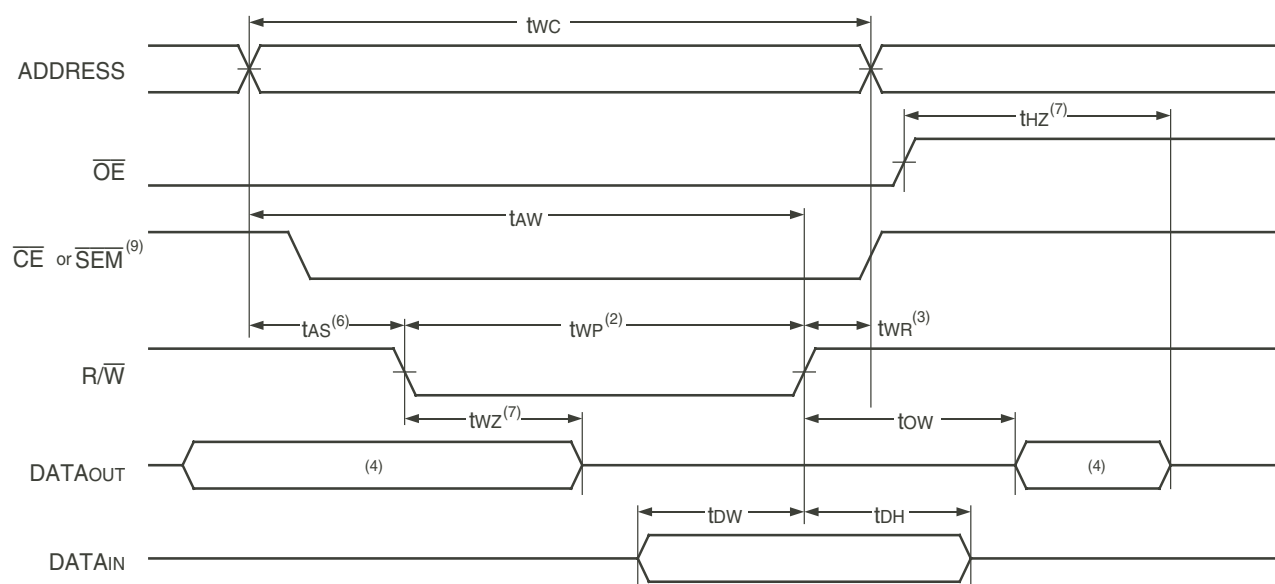 tWC
ADDRESS
tHZ(7)
OE
tAW
CE or SEM(9)
tAS(6) tWP(2) tWR(3)
R/W
tWZ(7) tOW
DATAOUT (4) (4)
tDW tDH
DATAIN